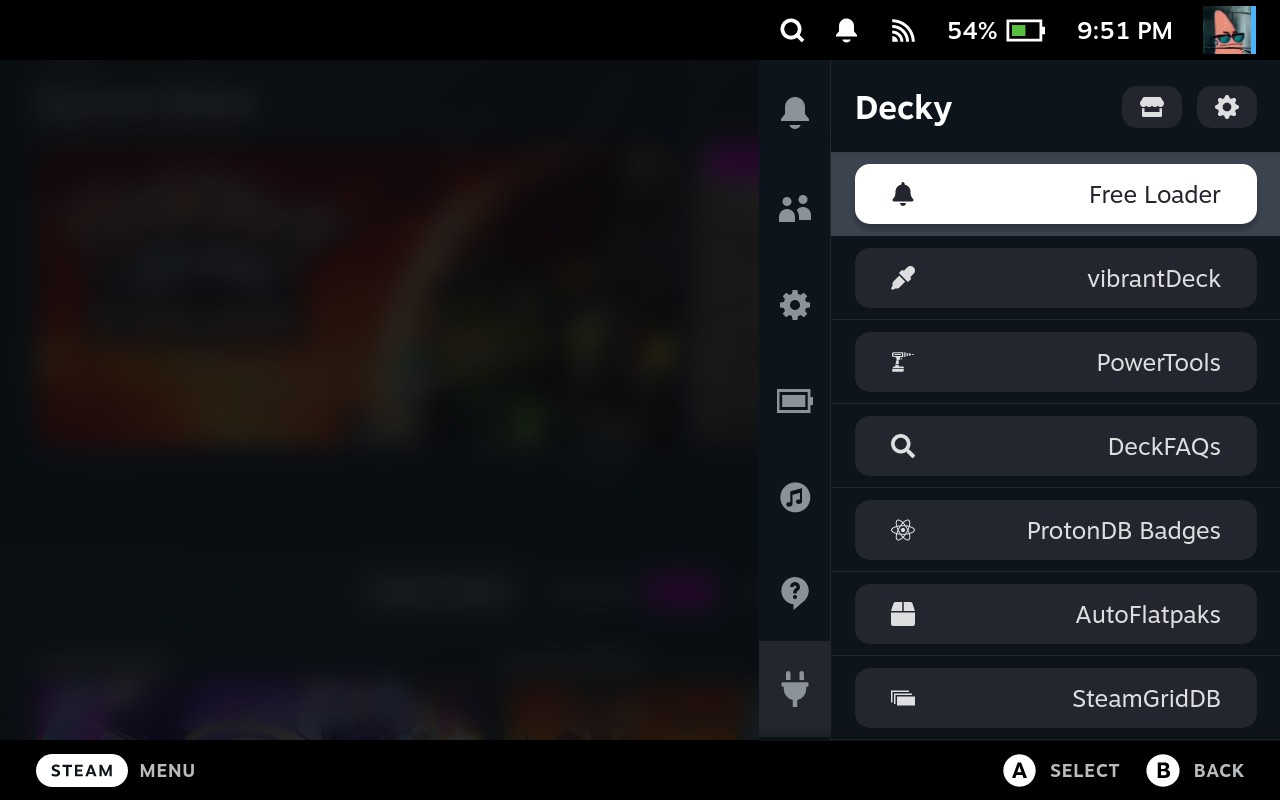 54%
9:51 PM
Decky
Free Loader
vibrantDeck
PowerTools
DeckFAQs
ProtonDB Badges
AutoFlatpaks
SteamGridDB
STEAM MENU
A SELECT B BACK